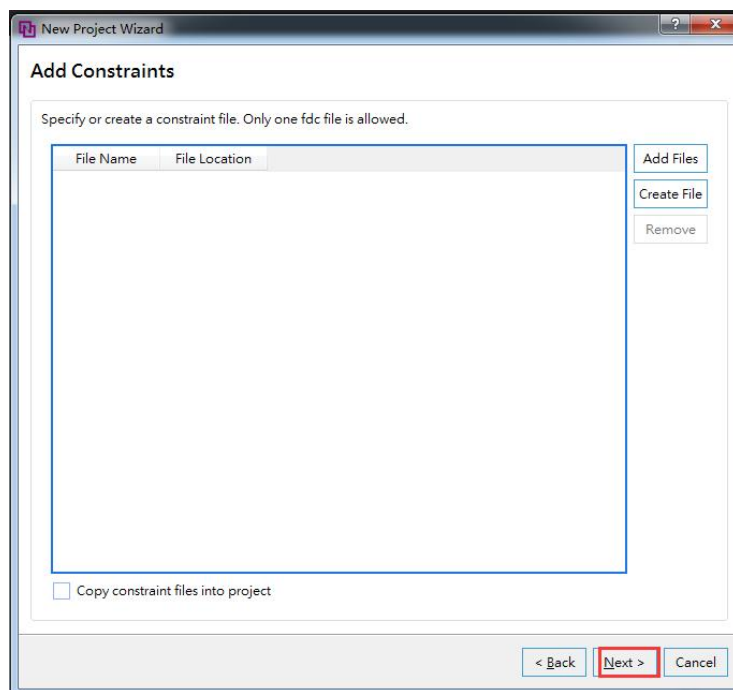 New Project Wizard
Add Constraints
Specify or create a constraint file. Only one fdc file is allowed.
File Name File Location
Add Files
Create File
Remove
Copy constraint files into project
< Back Next > Cancel